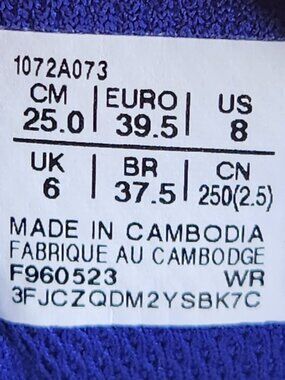 1072A073
CM | EURO | US
25.0 | 39.5 | 8
UK | BR | CN
6 | 37.5 | 250(2.5)
MADE IN CAMBODIA
FABRIQUE AU CAMBODGE
F960523 WR
3FJCZQDM2YSBK7C